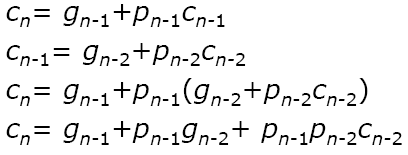 cₙ= gₙ₋₁+pₙ₋₁cₙ₋₁
cₙ₋₁= gₙ₋₂+pₙ₋₂cₙ₋₂
cₙ= gₙ₋₁+pₙ₋₁(gₙ₋₂+pₙ₋₂cₙ₋₂)
cₙ= gₙ₋₁+pₙ₋₁gₙ₋₂+ pₙ₋₁pₙ₋₂cₙ₋₂